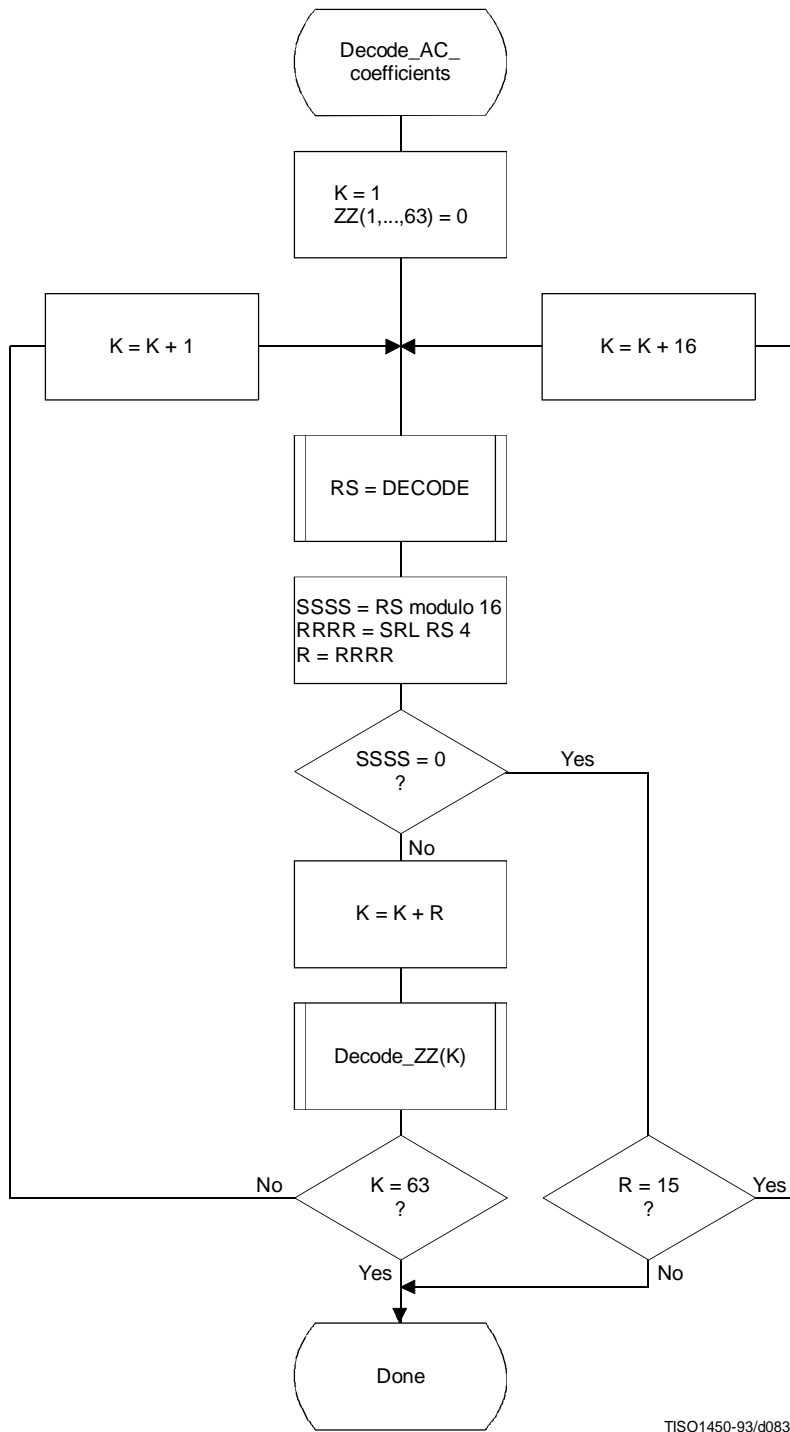 Decode_AC_
coefficients
K = 1
ZZ(1,...,63) = 0
K = K + 1
K = K + 16
RS = DECODE
SSSS = RS modulo 16
RRRR = SRL RS 4
R = RRRR
SSSS = 0
?
Yes
No
K = K + R
Decode_ZZ(K)
No
K = 63
?
R = 15
?
Yes
Yes
No
Done
TISO1450-93/d083